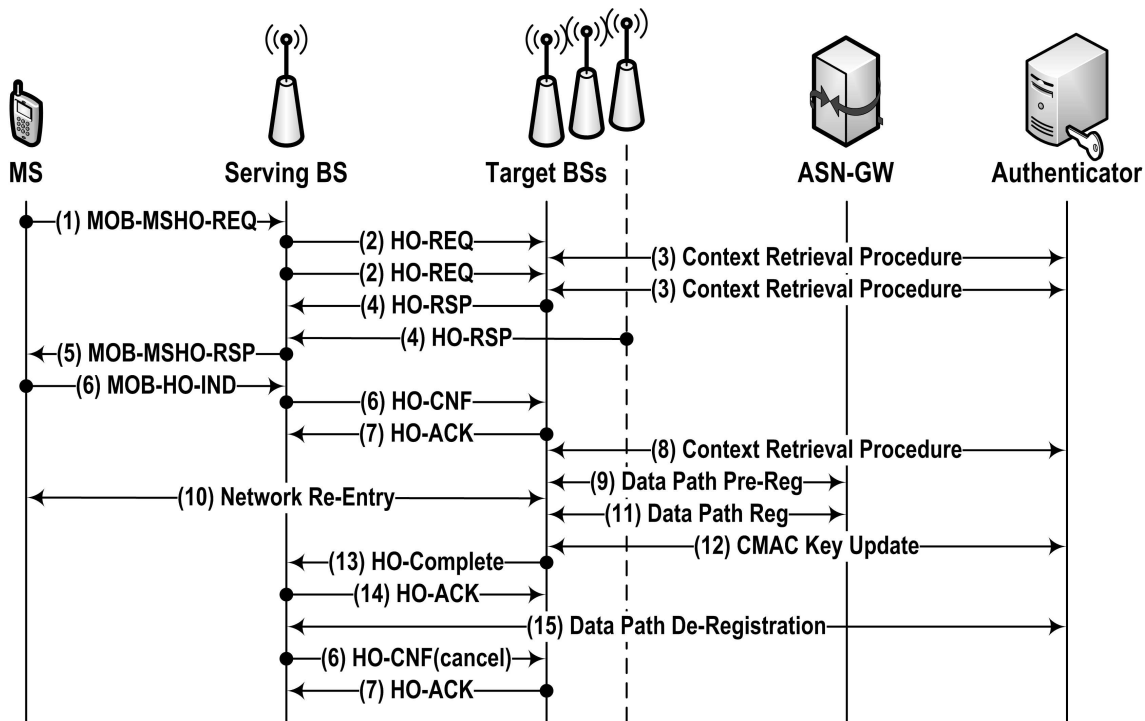 MS
Serving BS
Target BSs
ASN-GW
Authenticator
(1) MOB-MSHO-REQ
(2) HO-REQ
(3) Context Retrieval Procedure
(2) HO-REQ
(3) Context Retrieval Procedure
(4) HO-RSP
(4) HO-RSP
(5) MOB-MSHO-RSP
(6) MOB-HO-IND
(6) HO-CNF
(7) HO-ACK
(8) Context Retrieval Procedure
(9) Data Path Pre-Reg
(10) Network Re-Entry
(11) Data Path Reg
(12) CMAC Key Update
(13) HO-Complete
(14) HO-ACK
(15) Data Path De-Registration
(6) HO-CNF(cancel)
(7) HO-ACK